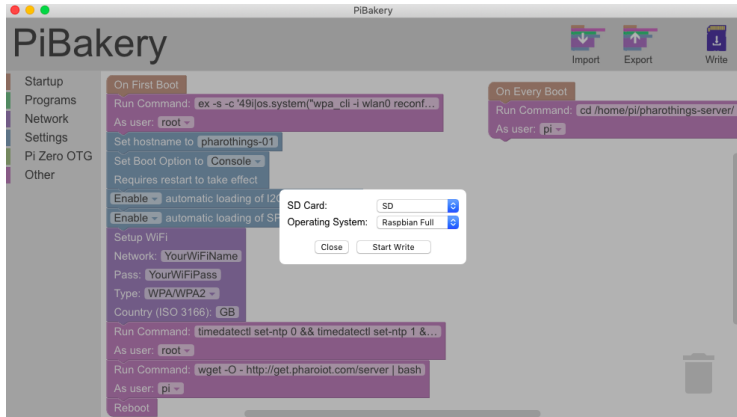 PiBakery
PiBakery
Import
Export
Write
Startup
Programs
Network
Settings
Pi Zero OTG
Other
On First Boot
Run Command: ex -s -c '49i|os.system("wpa_cli -i wlan0 reconf...
As user: root
Set hostname to pharothings-01
Set Boot Option to Console
Requires restart to take effect
Enable automatic loading of I2C
Enable automatic loading of SP
Setup WiFi
Network: YourWiFiName
Pass: YourWiFiPass
Type: WPA/WPA2
Country (ISO 3166): GB
Run Command: timedatectl set-ntp 0 && timedatectl set-ntp 1 &...
As user: root
Run Command: wget -O - http://get.pharoiot.com/server | bash
As user: pi
Reboot
On Every Boot
Run Command: cd /home/pi/pharothings-server/
As user: pi
SD Card: SD
Operating System: Raspbian Full
Close Start Write